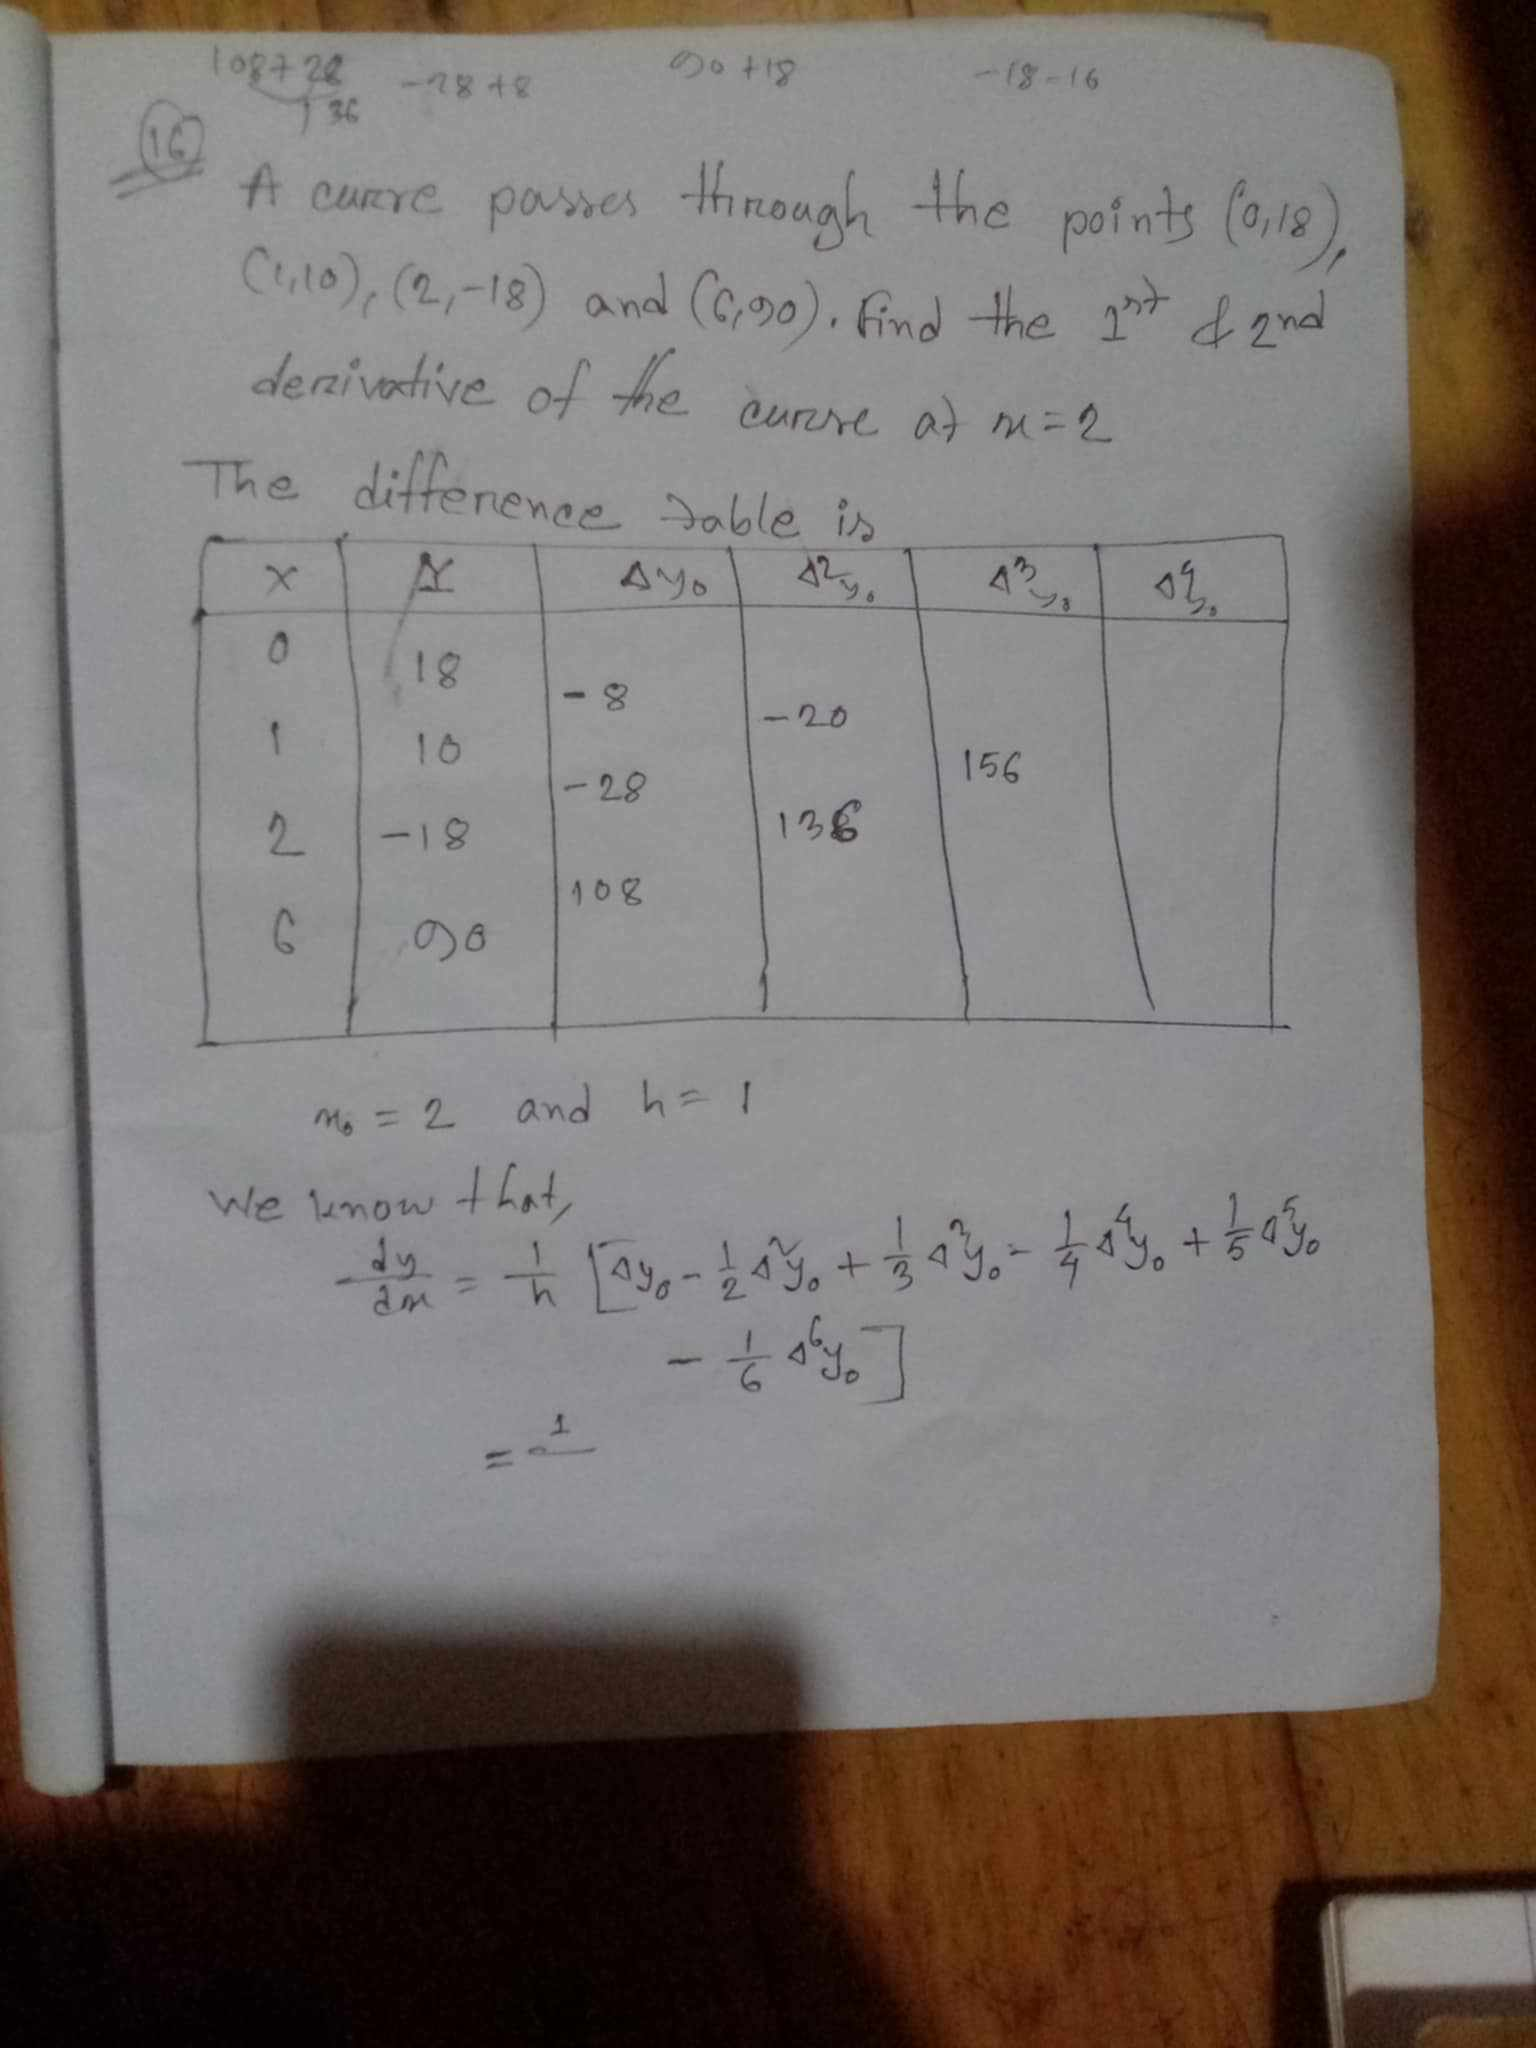 108+28 -28+8 90+18 -18-16
136
16
A curve passes through the points (0,18),
(1,10), (2,-18) and (6,90). Find the 1st & 2nd
derivative of the curve at x=2
The difference table is
X Y Δy₀ Δ²y₀ Δ³y₀ Δ⁴y₀
0 18
-8 -20
1 10 156
-28
2 -18 136
108
6 90
x₀ = 2 and h = 1
We know that,
dy/dx = 1/h [Δy₀ - 1/2 Δ²y₀ + 1/3 Δ³y₀ - 1/4 Δ⁴y₀ + 1/5 Δ⁵y₀
- 1/6 Δ⁶y₀]
= 1/